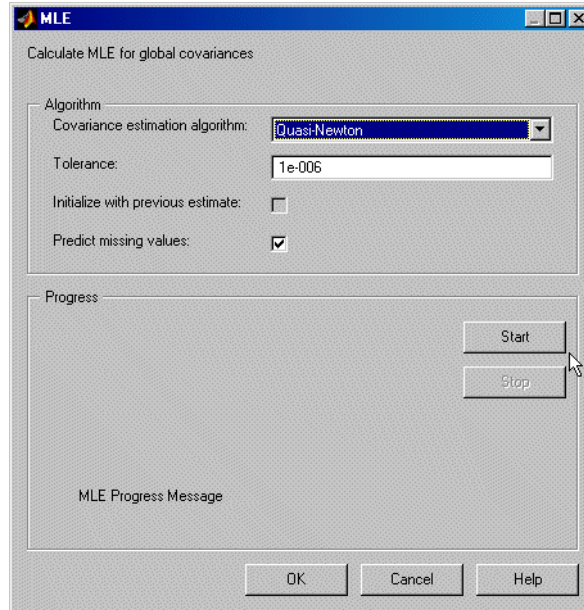 MLE
Calculate MLE for global covariances
Algorithm
Covariance estimation algorithm: Quasi-Newton
Tolerance: 1e-006
Initialize with previous estimate:
Predict missing values:
Progress
Start
Stop
MLE Progress Message
OK Cancel Help